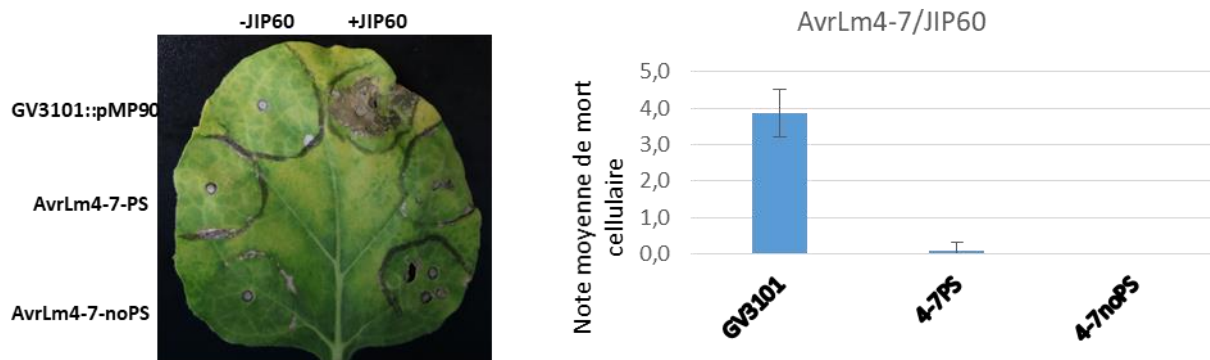 -JIP60 +JIP60
GV3101::pMP90
AvrLm4-7-PS
AvrLm4-7-noPS
AvrLm4-7/JIP60
Note moyenne de mort
cellulaire
5,0
4,0
3,0
2,0
1,0
0,0
GV3101
4-7PS
4-7noPS